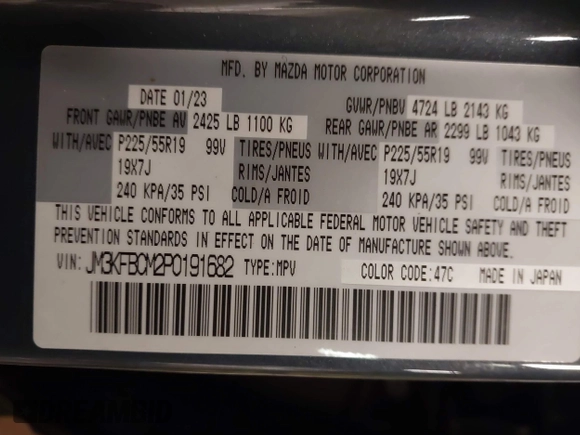 MFD. BY MAZDA MOTOR CORPORATION
DATE 01/23 GVWR/PNBV 4724 LB 2143 KG
FRONT GAWR/PNBE AV 2425 LB 1100 KG REAR GAWR/PNBE AR 2299 LB 1043 KG
WITH/AVEC P225/55R19 99V TIRES/PNEUS WITH/AVEC P225/55R19 99V TIRES/PNEUS
19X7J RIMS/JANTES 19X7J RIMS/JANTES
240 KPA/35 PSI COLD/A FROID 240 KPA/35 PSI COLD/A FROID
THIS VEHICLE CONFORMS TO ALL APPLICABLE FEDERAL MOTOR VEHICLE SAFETY AND THEFT
PREVENTION STANDARDS IN EFFECT ON THE DATE OF MANUFACTURE SHOWN ABOVE.
VIN: JM3KFBCM2P0191682 TYPE:MPV COLOR CODE:47C MADE IN JAPAN